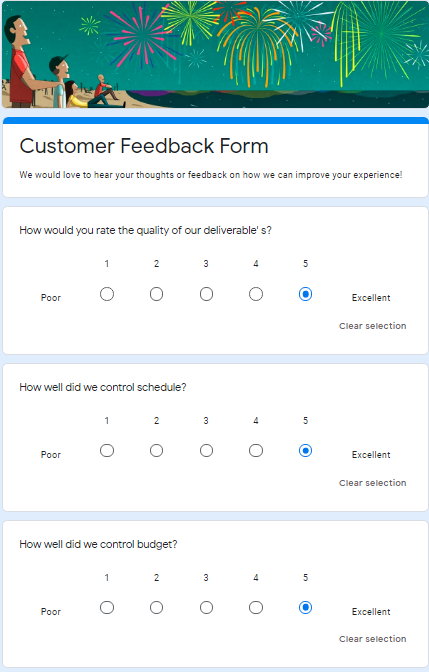 Customer Feedback Form
We would love to hear your thoughts or feedback on how we can improve your experience!
How would you rate the quality of our deliverable' s?
1 2 3 4 5
Poor Excellent
Clear selection
How well did we control schedule?
1 2 3 4 5
Poor Excellent
Clear selection
How well did we control budget?
1 2 3 4 5
Poor Excellent
Clear selection